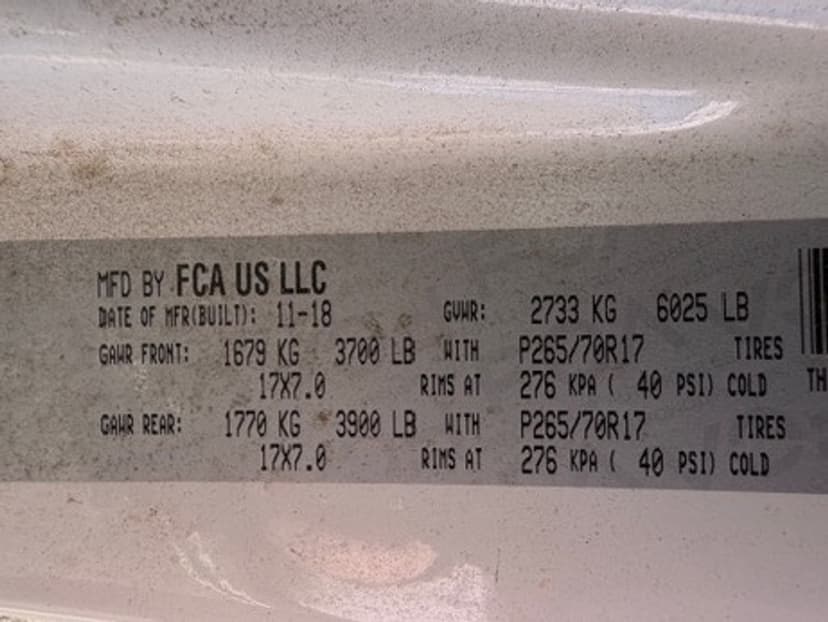 MFD BY FCA US LLC
DATE OF MFR(BUILT): 11-18 GVWR: 2733 KG 6025 LB
GAWR FRONT: 1679 KG 3700 LB WITH P265/70R17 TIRES
17X7.0 RIMS AT 276 KPA ( 40 PSI) COLD TH
GAWR REAR: 1770 KG 3900 LB WITH P265/70R17 TIRES
17X7.0 RIMS AT 276 KPA ( 40 PSI) COLD